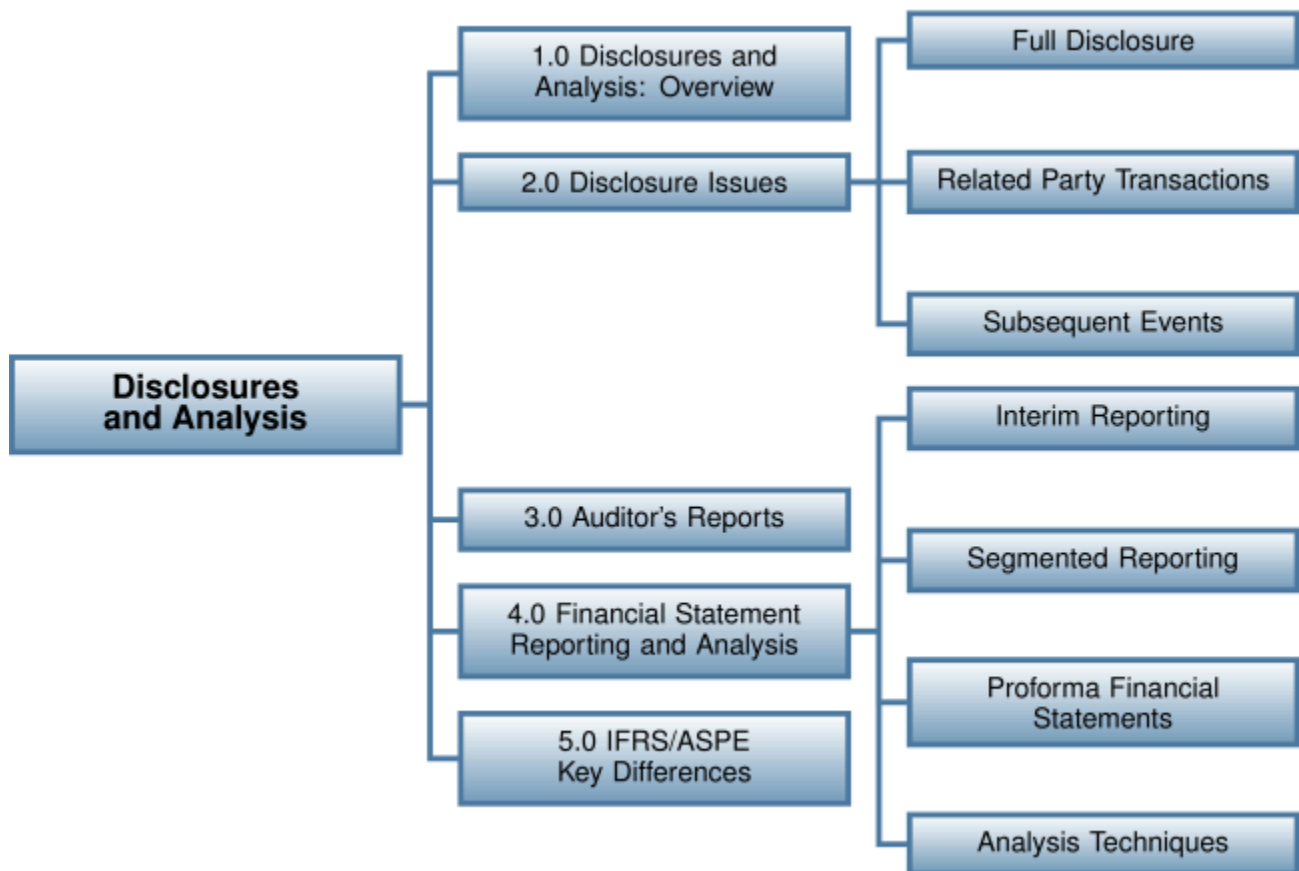 Disclosures
and Analysis
1.0 Disclosures and
Analysis: Overview
2.0 Disclosure Issues
Full Disclosure
Related Party Transactions
Subsequent Events
3.0 Auditor's Reports
4.0 Financial Statement
Reporting and Analysis
Interim Reporting
Segmented Reporting
Proforma Financial
Statements
Analysis Techniques
5.0 IFRS/ASPE
Key Differences